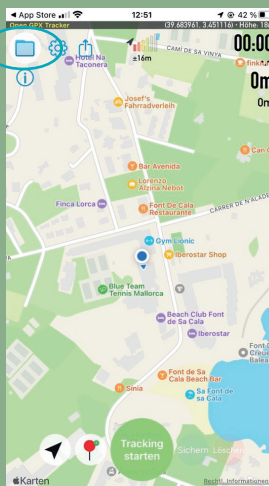 App Store
12:51
42 %
Open GPX Tracker
(39.683961, 3.451116) - Höhe: 18
CAMÍ DE SA VINYA
00:00
±16m
Hotel Na
Taconera
0m
Josef's
Fahrradverleih
Bar Avenida
Lorenzo
Alzina Nebot
Finca Lorca
Font De Cala
Restaurante
CARRER DE N'ALADE
Gym Lionic
Iberostar Shop
Blue Team
Tennis Mallorca
Beach Club Font
de Sa Cala
Iberostar
Font de Sa
Cala Beach Bar
Sa Font de
sa Cala
Sinia
Tracking
starten
Sichern
Löschen
Karten
Rechtl. Informationen